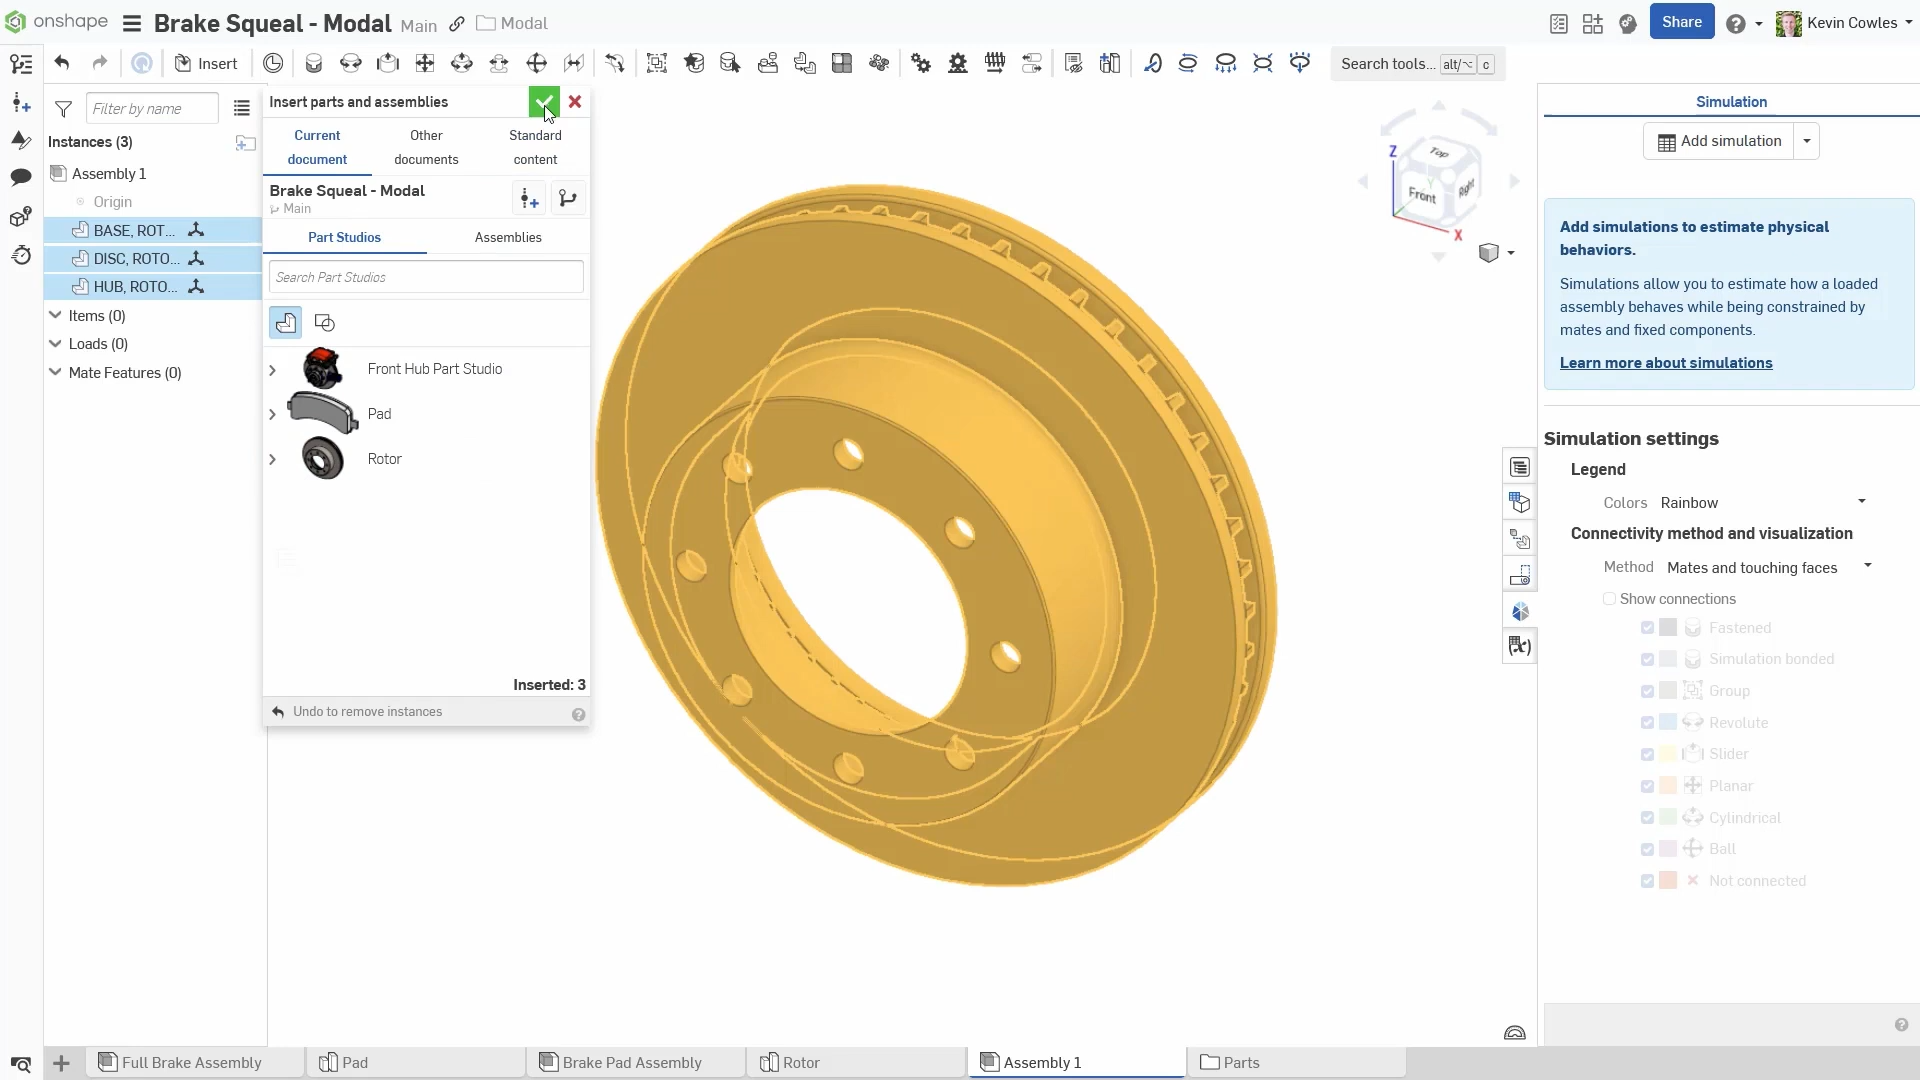 onshape Brake Squeal - Modal Main Modal Share Kevin Cowles
Insert Search tools... alt/⌥ c
Filter by name
Instances (3)
Assembly 1
Origin
BASE, ROT...
DISC, ROTO...
HUB, ROTO...
Items (0)
Loads (0)
Mate Features (0)
Insert parts and assemblies
Current document
Other documents
Standard content
Brake Squeal - Modal
Main
Part Studios Assemblies
Search Part Studios
Front Hub Part Studio
Pad
Rotor
Inserted: 3
Undo to remove instances
Z
Top
Front
Right
Y
X
Simulation
Add simulation
Add simulations to estimate physical
behaviors.
Simulations allow you to estimate how a loaded
assembly behaves while being constrained by
mates and fixed components.
Learn more about simulations
Simulation settings
Legend
Colors Rainbow
Connectivity method and visualization
Method Mates and touching faces
Show connections
Fastened
Simulation bonded
Group
Revolute
Slider
Planar
Cylindrical
Ball
Not connected
Full Brake Assembly Pad Brake Pad Assembly Rotor Assembly 1 Parts